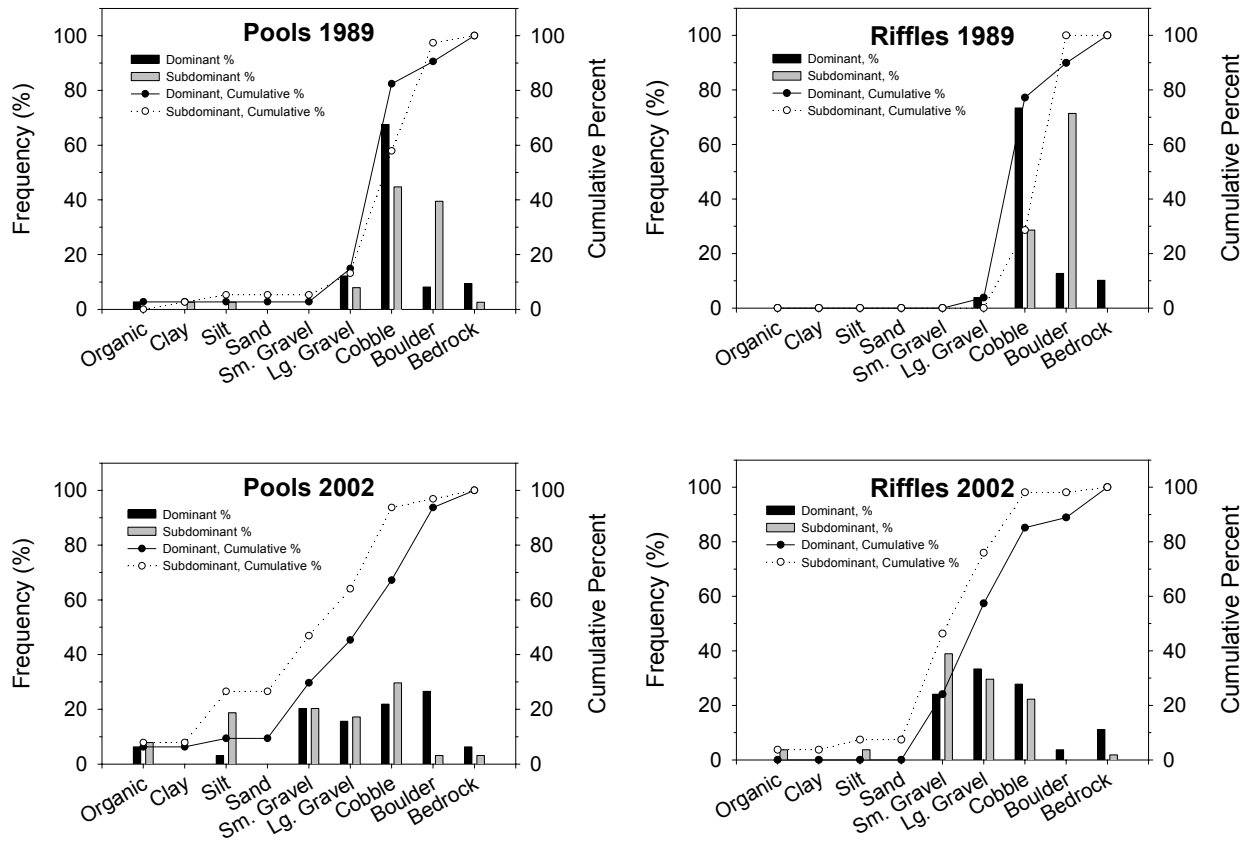 Pools 1989
Frequency (%)
Cumulative Percent
100
80
60
40
20
0
100
80
60
40
20
0
Dominant %
Subdominant %
Dominant, Cumulative %
Subdominant, Cumulative %
Organic
Clay
Silt
Sand
Sm. Gravel
Lg. Gravel
Cobble
Boulder
Bedrock
Riffles 1989
Frequency (%)
Cumulative Percent
100
80
60
40
20
0
100
80
60
40
20
0
Dominant, %
Subdominant, %
Dominant, Cumulative %
Subdominant, Cumulative %
Organic
Clay
Silt
Sand
Sm. Gravel
Lg. Gravel
Cobble
Boulder
Bedrock
Pools 2002
Frequency (%)
Cumulative Percent
100
80
60
40
20
0
100
80
60
40
20
0
Dominant %
Subdominant %
Dominant, Cumulative %
Subdominant, Cumulative %
Organic
Clay
Silt
Sand
Sm. Gravel
Lg. Gravel
Cobble
Boulder
Bedrock
Riffles 2002
Frequency (%)
Cumulative Percent
100
80
60
40
20
0
100
80
60
40
20
0
Dominant, %
Subdominant, %
Dominant, Cumulative %
Subdominant, Cumulative %
Organic
Clay
Silt
Sand
Sm. Gravel
Lg. Gravel
Cobble
Boulder
Bedrock